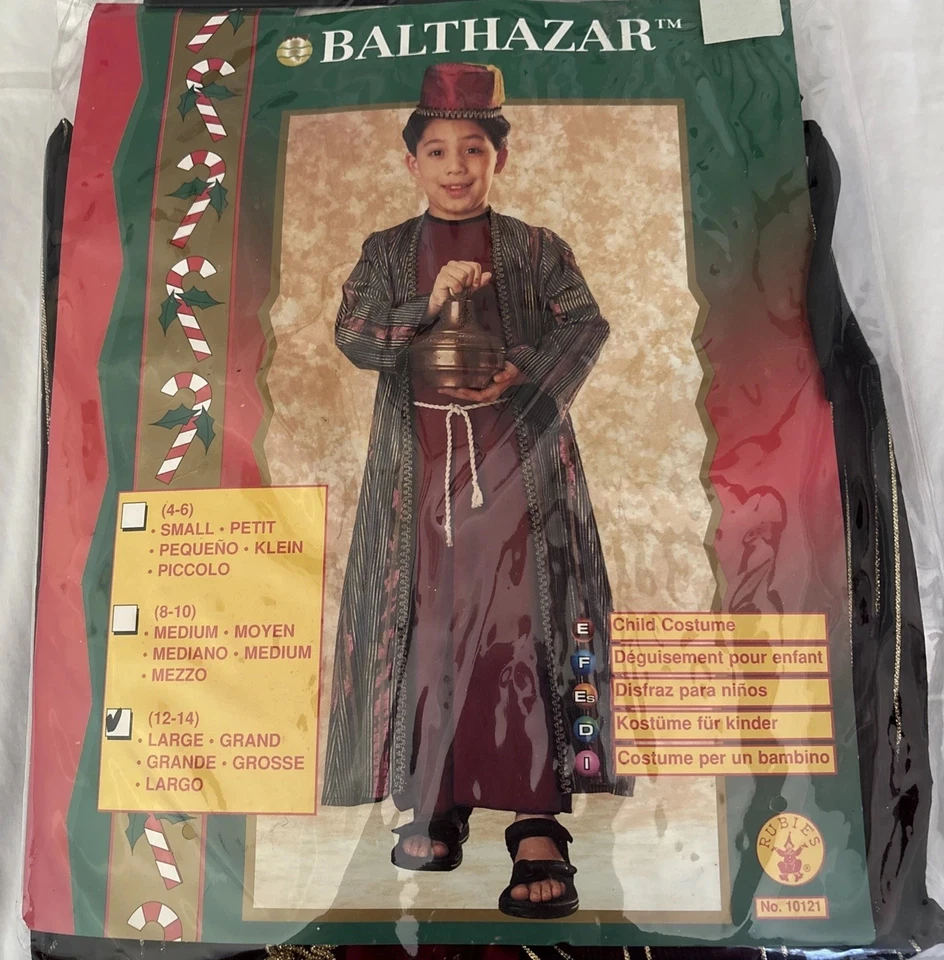 BALTHAZAR™
(4-6)
• SMALL • PETIT
• PEQUEÑO • KLEIN
• PICCOLO
(8-10)
• MEDIUM • MOYEN
• MEDIANO • MEDIUM
• MEZZO
(12-14)
• LARGE • GRAND
• GRANDE • GROSSE
• LARGO
E Child Costume
F Déguisement pour enfant
Es Disfraz para niños
D Kostüme für kinder
I Costume per un bambino
RUBIE'S ®
No. 10121